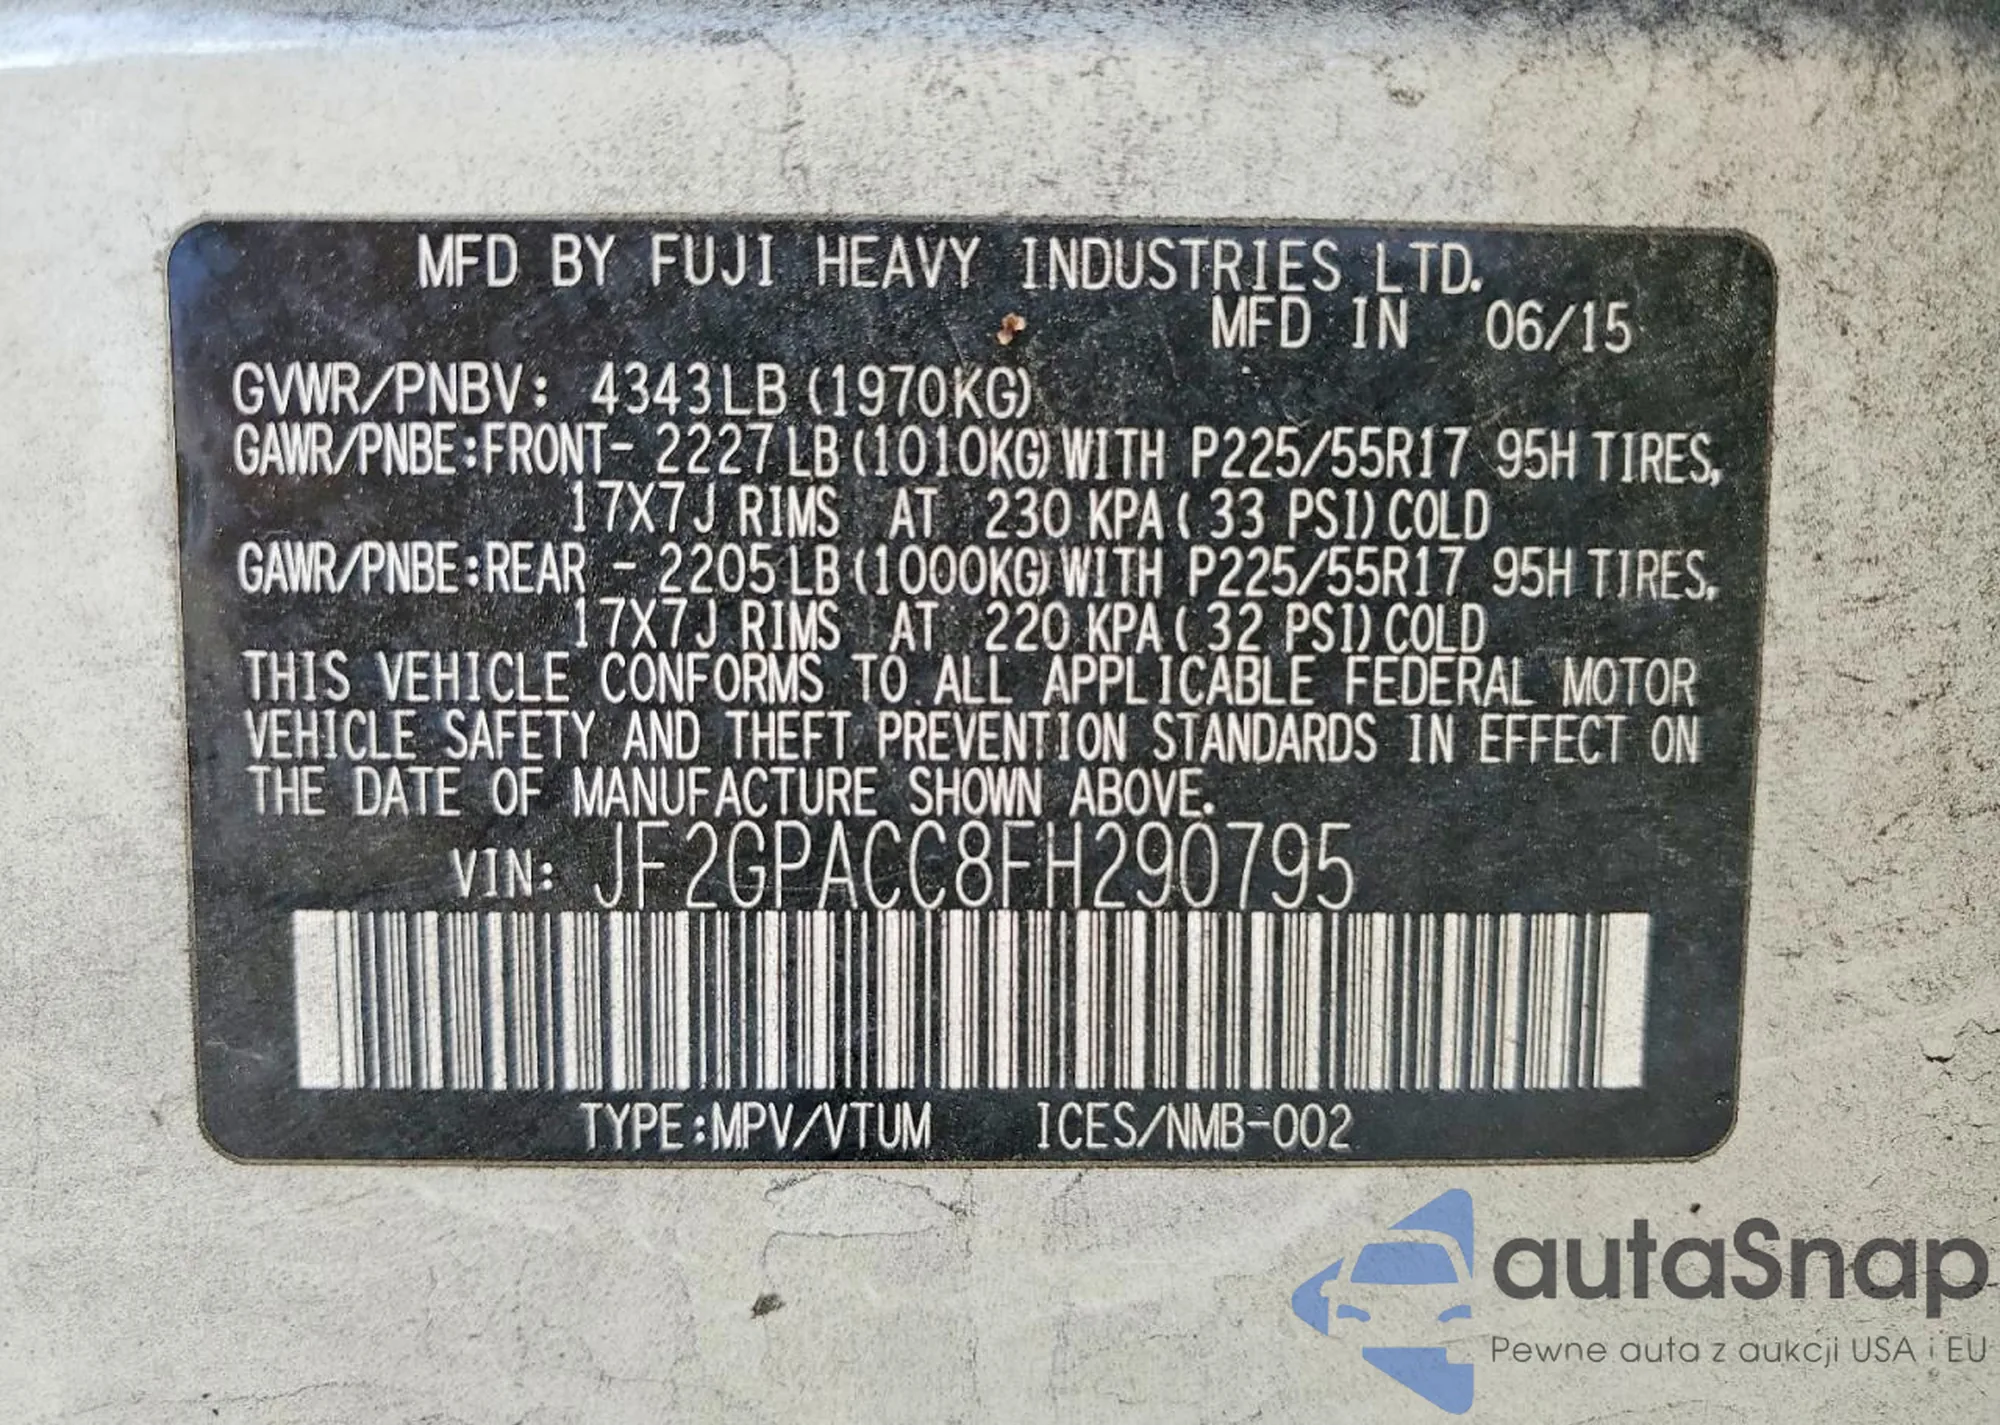 MFD BY FUJI HEAVY INDUSTRIES LTD.
MFD IN 06/15
GVWR/PNBV: 4343LB (1970KG)
GAWR/PNBE:FRONT- 2227LB (1010KG) WITH P225/55R17 95H TIRES,
17X7J RIMS AT 230 KPA ( 33 PSI) COLD
GAWR/PNBE:REAR - 2205LB (1000KG) WITH P225/55R17 95H TIRES,
17X7J RIMS AT 220 KPA ( 32 PSI) COLD
THIS VEHICLE CONFORMS TO ALL APPLICABLE FEDERAL MOTOR
VEHICLE SAFETY AND THEFT PREVENTION STANDARDS IN EFFECT ON
THE DATE OF MANUFACTURE SHOWN ABOVE.
VIN: JF2GPACC8FH290795
TYPE:MPV/VTUM ICES/NMB-002
autaSnap
Pewne auta z aukcji USA i EU